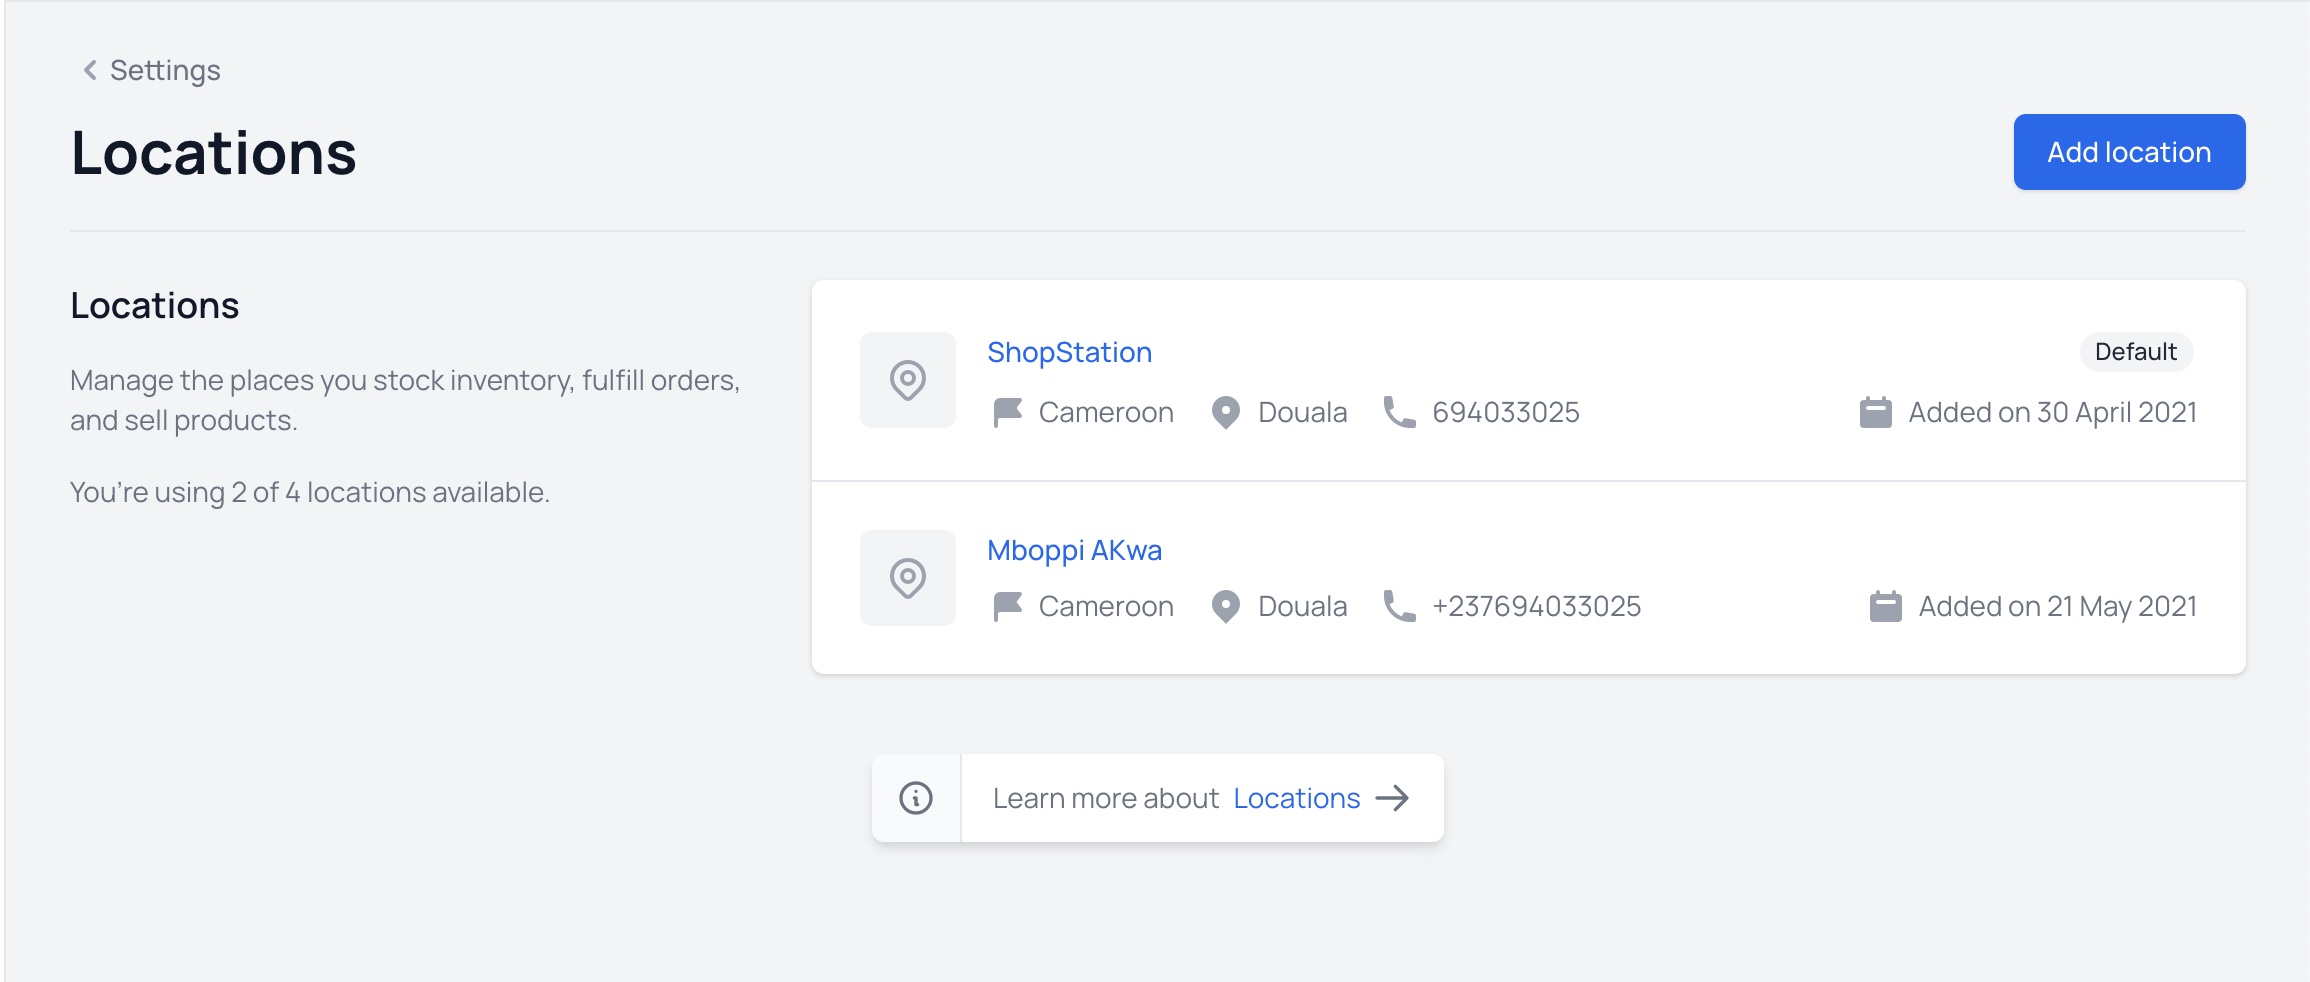 Settings
Locations
Add location
Locations
Manage the places you stock inventory, fulfill orders,
and sell products.
You're using 2 of 4 locations available.
ShopStation
Default
Cameroon Douala 694033025 Added on 30 April 2021
Mboppi AKwa
Cameroon Douala +237694033025 Added on 21 May 2021
Learn more about Locations